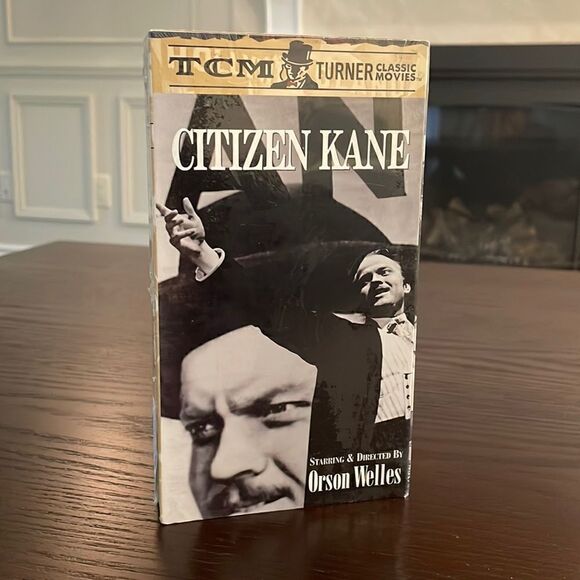 TCM TURNER CLASSIC MOVIES
CITIZEN KANE
STARRING & DIRECTED BY
Orson Welles